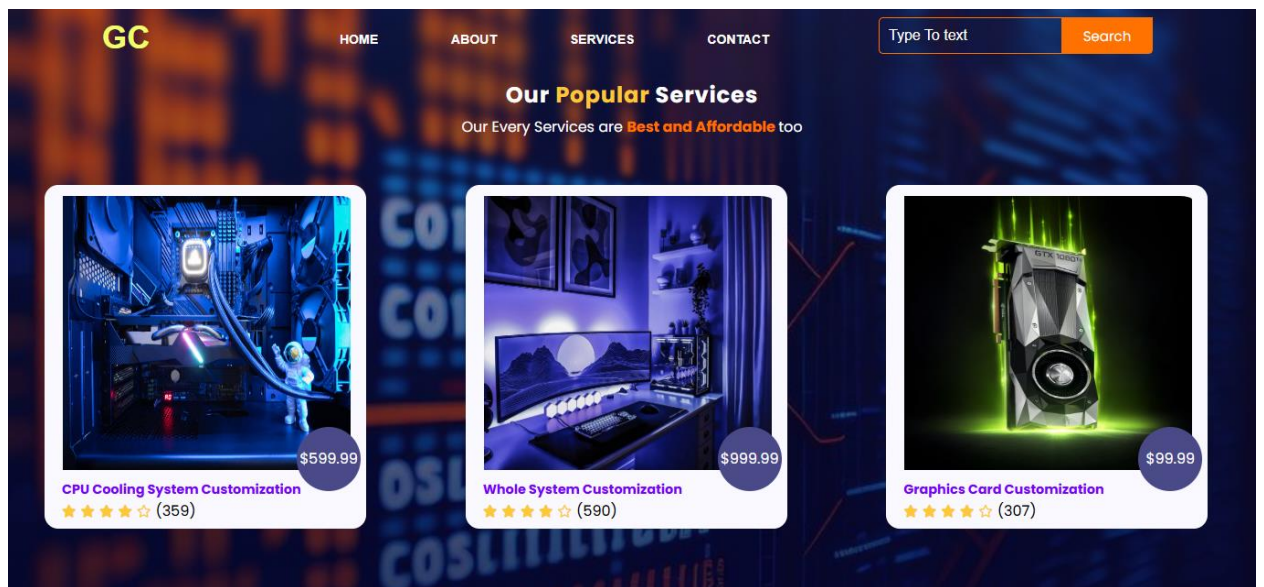 GC HOME ABOUT SERVICES CONTACT Type To text Search
Our Popular Services
Our Every Services are Best and Affordable too
GTX 1080
$599.99
CPU Cooling System Customization
(359)
$999.99
Whole System Customization
(590)
$99.99
Graphics Card Customization
(307)